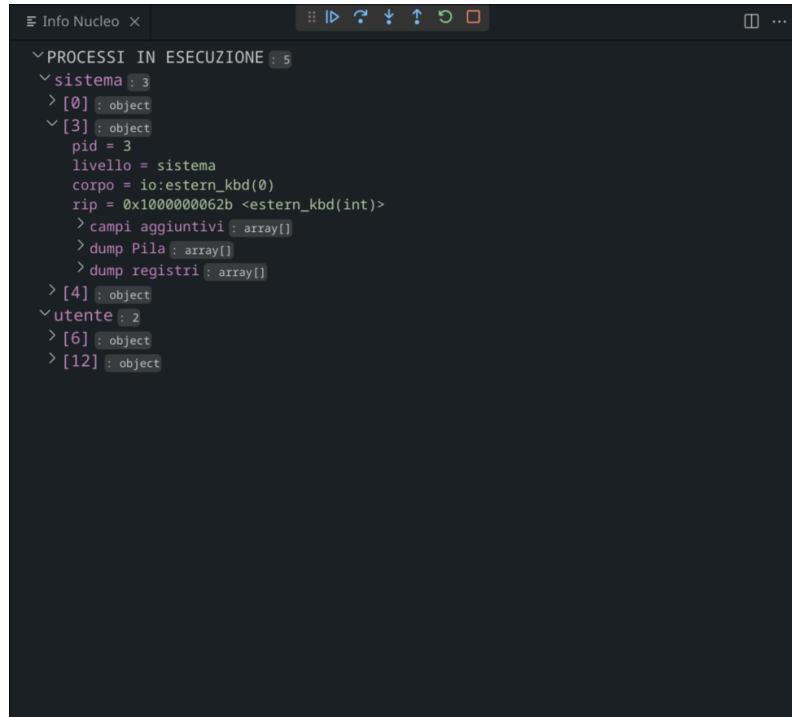 Info Nucleo
PROCESSI IN ESECUZIONE : 5
sistema : 3
[0] : object
[3] : object
pid = 3
livello = sistema
corpo = io:estern_kbd(0)
rip = 0x1000000062b <estern_kbd(int)>
campi aggiuntivi : array[]
dump Pila : array[]
dump registri : array[]
[4] : object
utente : 2
[6] : object
[12] : object